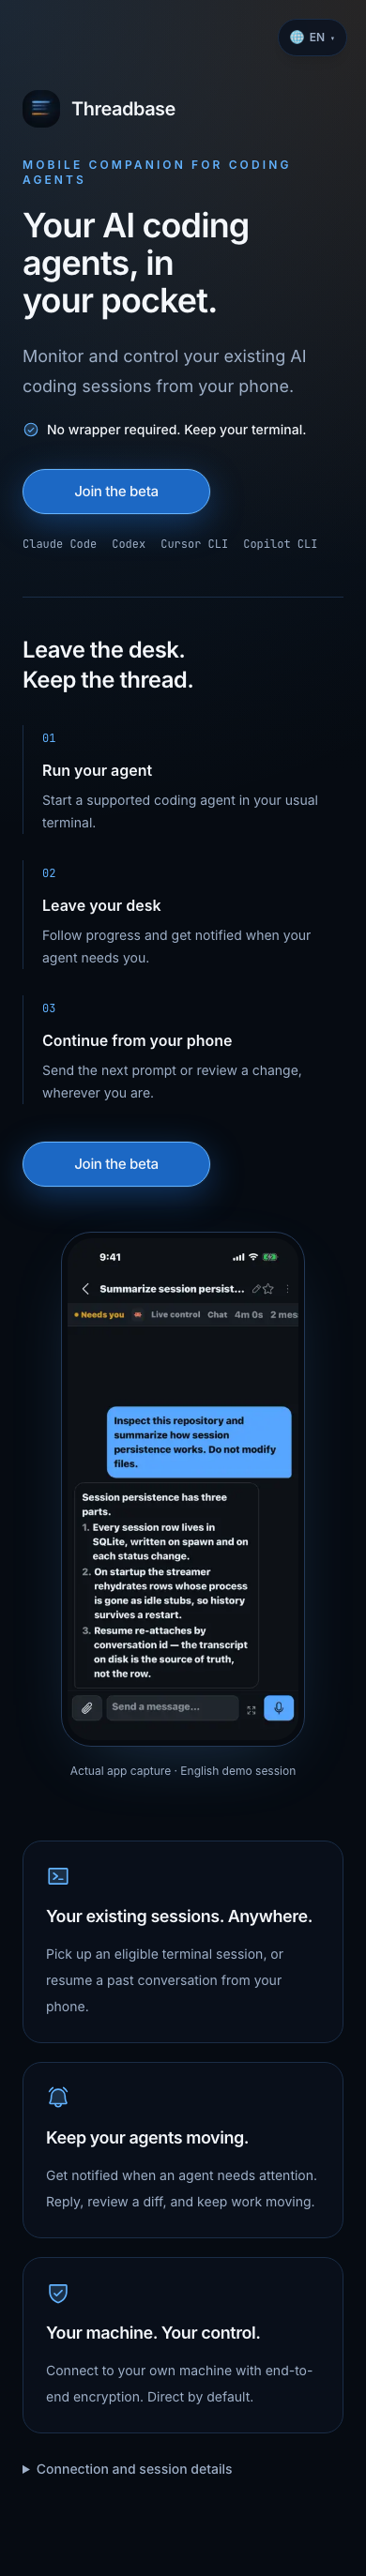 EN
Threadbase
MOBILE COMPANION FOR CODING
AGENTS
Your AI coding
agents, in
your pocket.
Monitor and control your existing AI
coding sessions from your phone.
No wrapper required. Keep your terminal.
Join the beta
Claude Code Codex Cursor CLI Copilot CLI
Leave the desk.
Keep the thread.
01
Run your agent
Start a supported coding agent in your usual
terminal.
02
Leave your desk
Follow progress and get notified when your
agent needs you.
03
Continue from your phone
Send the next prompt or review a change,
wherever you are.
Join the beta
9:41
Summarize session persist...
Needs you Live control Chat 4m 0s 2 mes
Inspect this repository and
summarize how session
persistence works. Do not modify
files.
Session persistence has three
parts.
1. Every session row lives in
SQLite, written on spawn and on
each status change.
2. On startup the streamer
rehydrates rows whose process
is gone as idle stubs, so history
survives a restart.
3. Resume re-attaches by
conversation id — the transcript
on disk is the source of truth,
not the row.
Send a message...
Actual app capture · English demo session
Your existing sessions. Anywhere.
Pick up an eligible terminal session, or
resume a past conversation from your
phone.
Keep your agents moving.
Get notified when an agent needs attention.
Reply, review a diff, and keep work moving.
Your machine. Your control.
Connect to your own machine with end-to-
end encryption. Direct by default.
Connection and session details